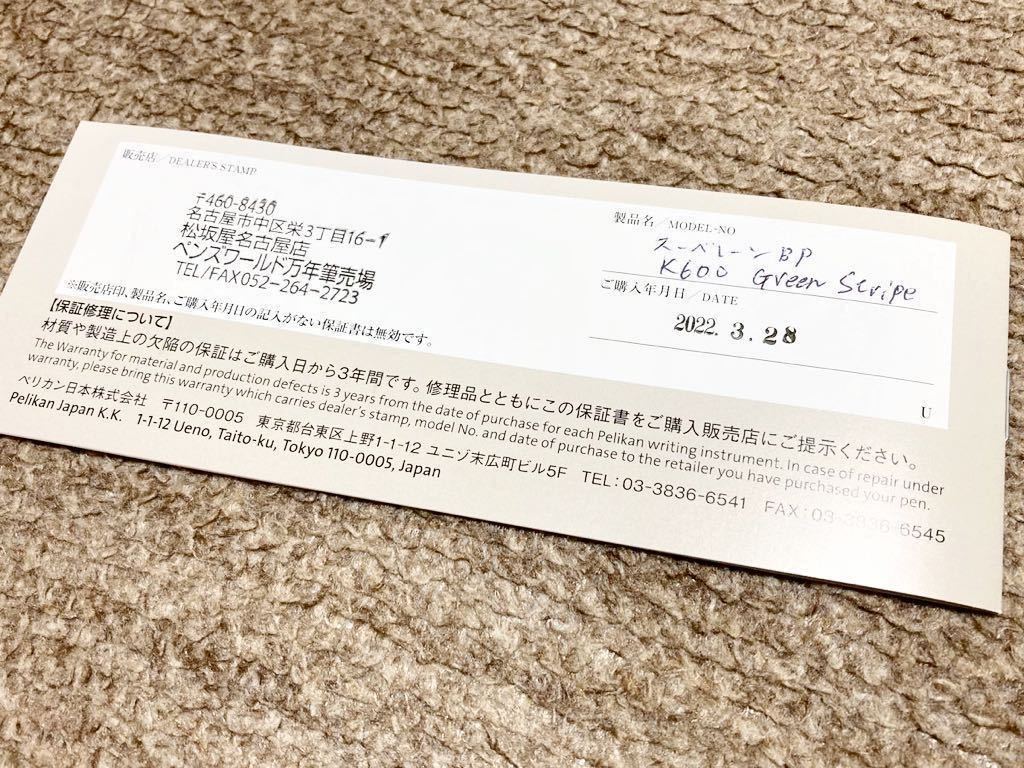 販売店／DEALER'S STAMP
〒460-8430
名古屋市中区栄3丁目16-1
松坂屋名古屋店
ペンズワールド万年筆売場
TEL/FAX052-264-2723
※販売店印、製品名、ご購入年月日の記入がない保証書は無効です。
製品名／MODEL-NO
スーベレーンBP
K600 Green Stripe
ご購入年月日／DATE
2022. 3. 28
U
【保証修理について】
材質や製造上の欠陥の保証はご購入日から3年間です。修理品とともにこの保証書をご購入販売店にご提示ください。
The Warranty for material and production defects is 3 years from the date of purchase for each Pelikan writing instrument. In case of repair under
warranty, please bring this warranty which carries dealer's stamp, model No. and date of purchase to the retailer you have purchased your pen.
ペリカン日本株式会社 〒110-0005 東京都台東区上野1-1-12 ユニゾ末広町ビル5F TEL：03-3836-6541 FAX：03-3836-6545
Pelikan Japan K.K. 1-1-12 Ueno, Taito-ku, Tokyo 110-0005, Japan